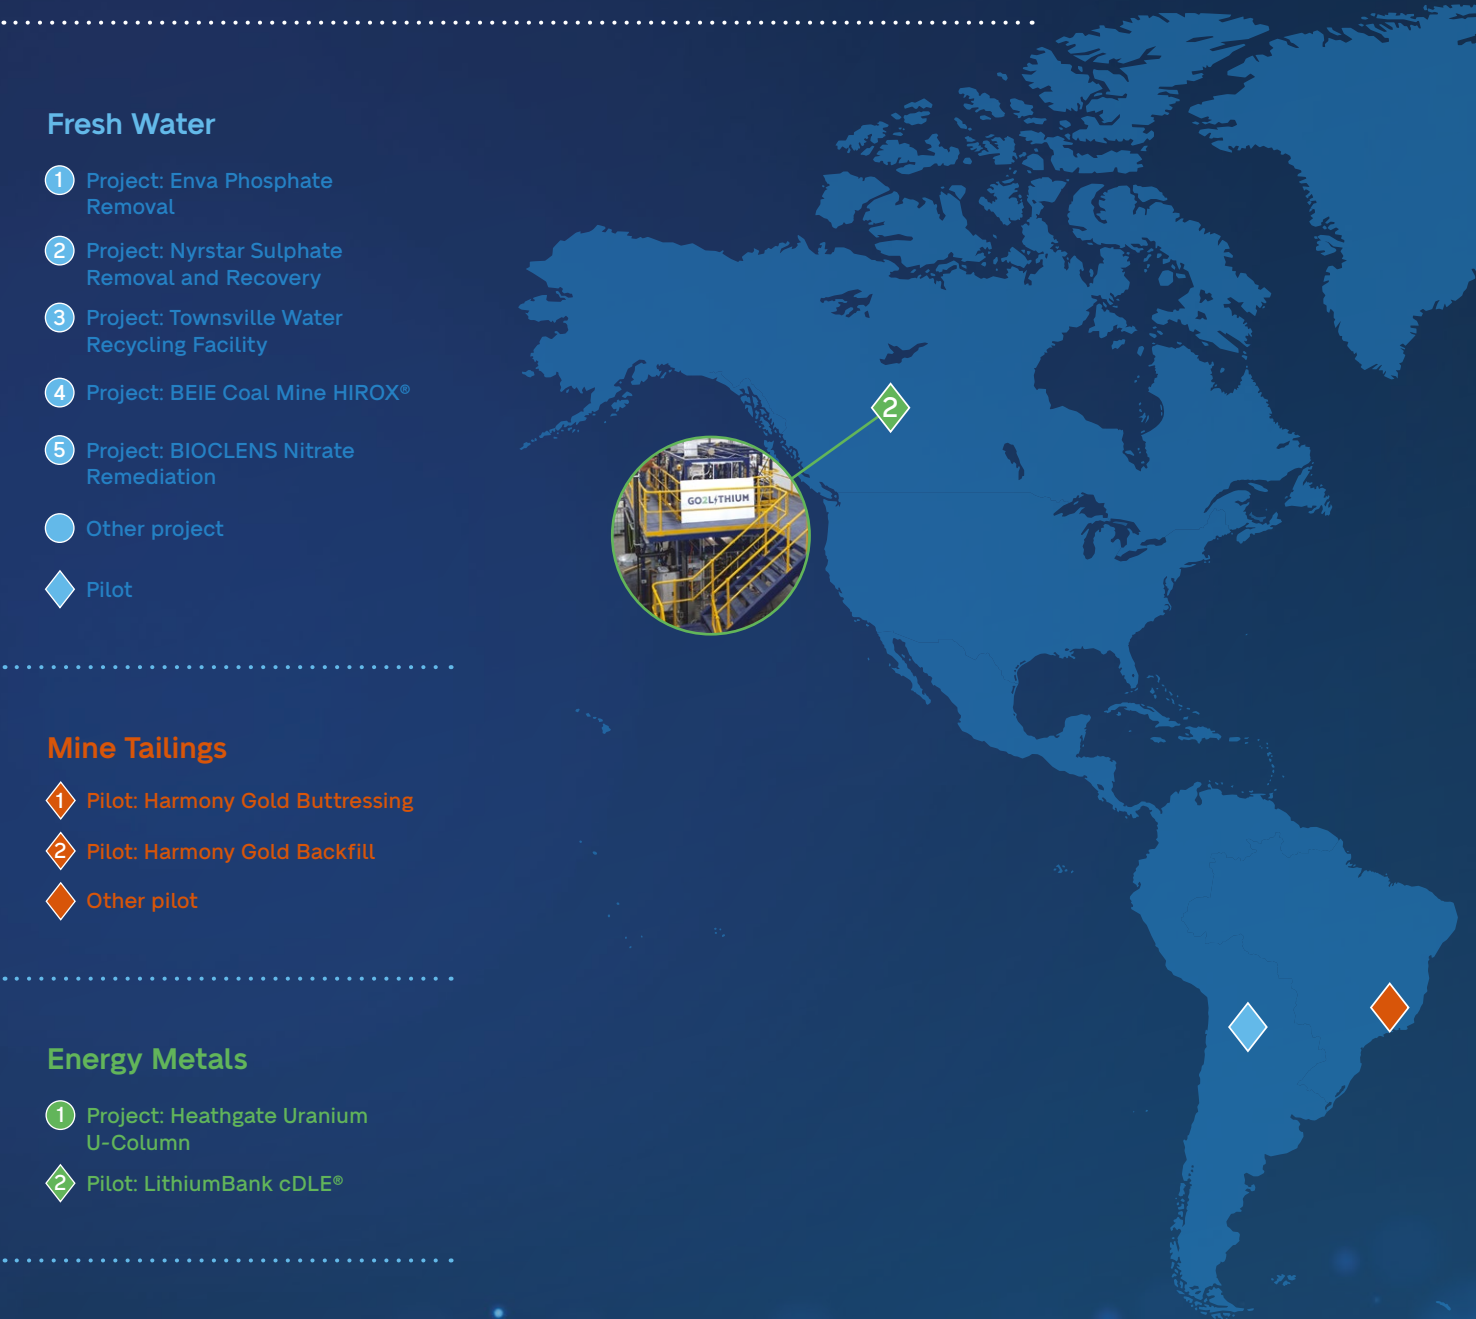 Fresh Water
1 Project: Enva Phosphate
Removal
2 Project: Nyrstar Sulphate
Removal and Recovery
3 Project: Townsville Water
Recycling Facility
4 Project: BEIE Coal Mine HIROX®
5 Project: BIOCLENS Nitrate
Remediation
Other project
Pilot
Mine Tailings
1 Pilot: Harmony Gold Buttressing
2 Pilot: Harmony Gold Backfill
Other pilot
Energy Metals
1 Project: Heathgate Uranium
U-Column
2 Pilot: LithiumBank cDLE®
2
GO2LITHIUM